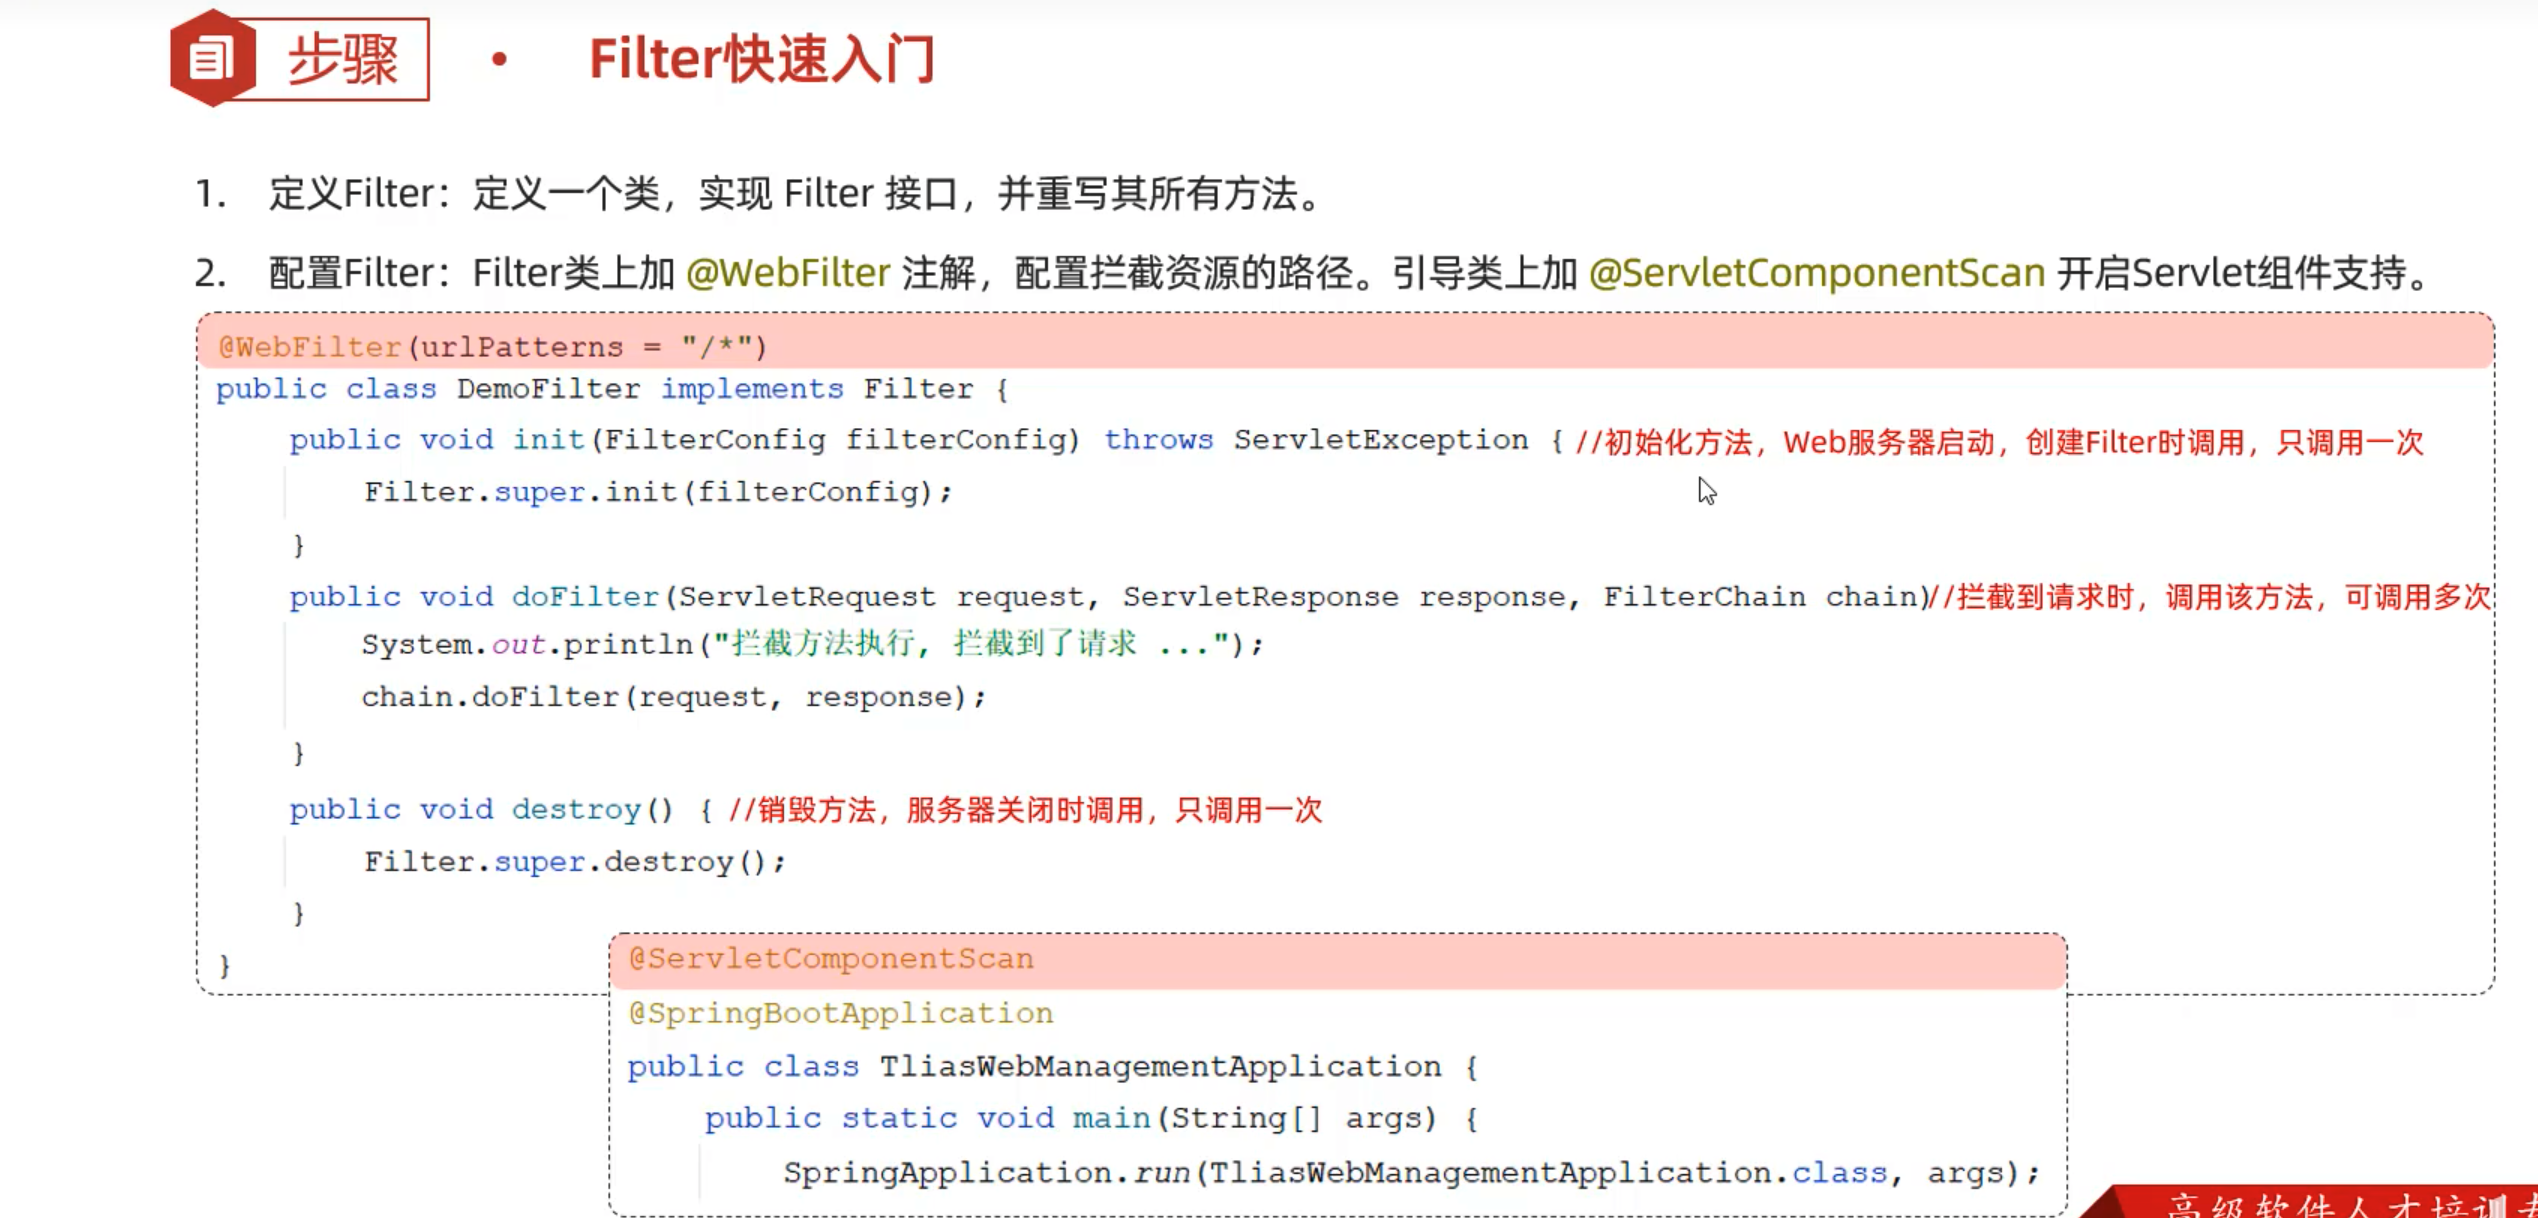 步骤 • Filter快速入门
1. 定义Filter：定义一个类，实现 Filter 接口，并重写其所有方法。
2. 配置Filter：Filter类上加 @WebFilter 注解，配置拦截资源的路径。引导类上加 @ServletComponentScan 开启Servlet组件支持。
@WebFilter(urlPatterns = "/*")
public class DemoFilter implements Filter {
public void init(FilterConfig filterConfig) throws ServletException { //初始化方法，Web服务器启动，创建Filter时调用，只调用一次
Filter.super.init(filterConfig);
}
public void doFilter(ServletRequest request, ServletResponse response, FilterChain chain)//拦截到请求时，调用该方法，可调用多次
System.out.println("拦截方法执行, 拦截到了请求 ...");
chain.doFilter(request, response);
}
public void destroy() { //销毁方法，服务器关闭时调用，只调用一次
Filter.super.destroy();
}
}
@ServletComponentScan
@SpringBootApplication
public class TliasWebManagementApplication {
public static void main(String[] args) {
SpringApplication.run(TliasWebManagementApplication.class, args);
高级软件人才培训